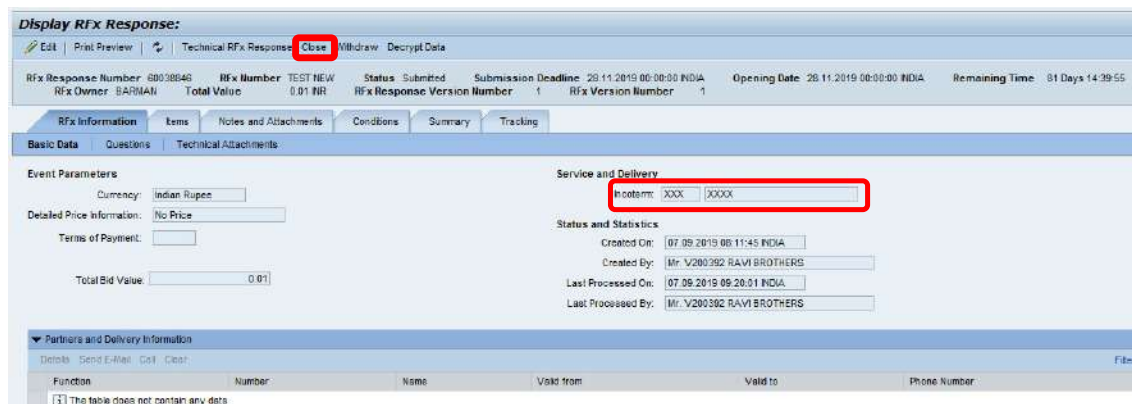 Display RFx Response:
Edit | Print Preview | Technical RFx Response Close Withdraw Decrypt Data
RFx Response Number 60038846 RFx Number TEST NEW Status Submitted Submission Deadline 28.11.2019 00:00:00 INDIA Opening Date 28.11.2019 00:00:00 INDIA Remaining Time 81 Days 14:39:55
RFx Owner BARMAN Total Value 0.01 INR RFx Response Version Number 1 RFx Version Number 1
RFx Information Items Notes and Attachments Conditions Summary Tracking
Basic Data Questions Technical Attachments
Event Parameters Service and Delivery
Currency: Indian Rupee Incoterm: XXX XXXX
Detailed Price Information: No Price Status and Statistics
Terms of Payment: Created On: 07.09.2019 08:11:45 INDIA
Created By: Mr. V200392 RAVI BROTHERS
Total Bid Value: 0.01 Last Processed On: 07.09.2019 09:20:01 INDIA
Last Processed By: Mr. V200392 RAVI BROTHERS
Partners and Delivery Information
Details Send E-Mail Call Clear
Function Number Name Valid from Valid to Phone Number
The table does not contain any data